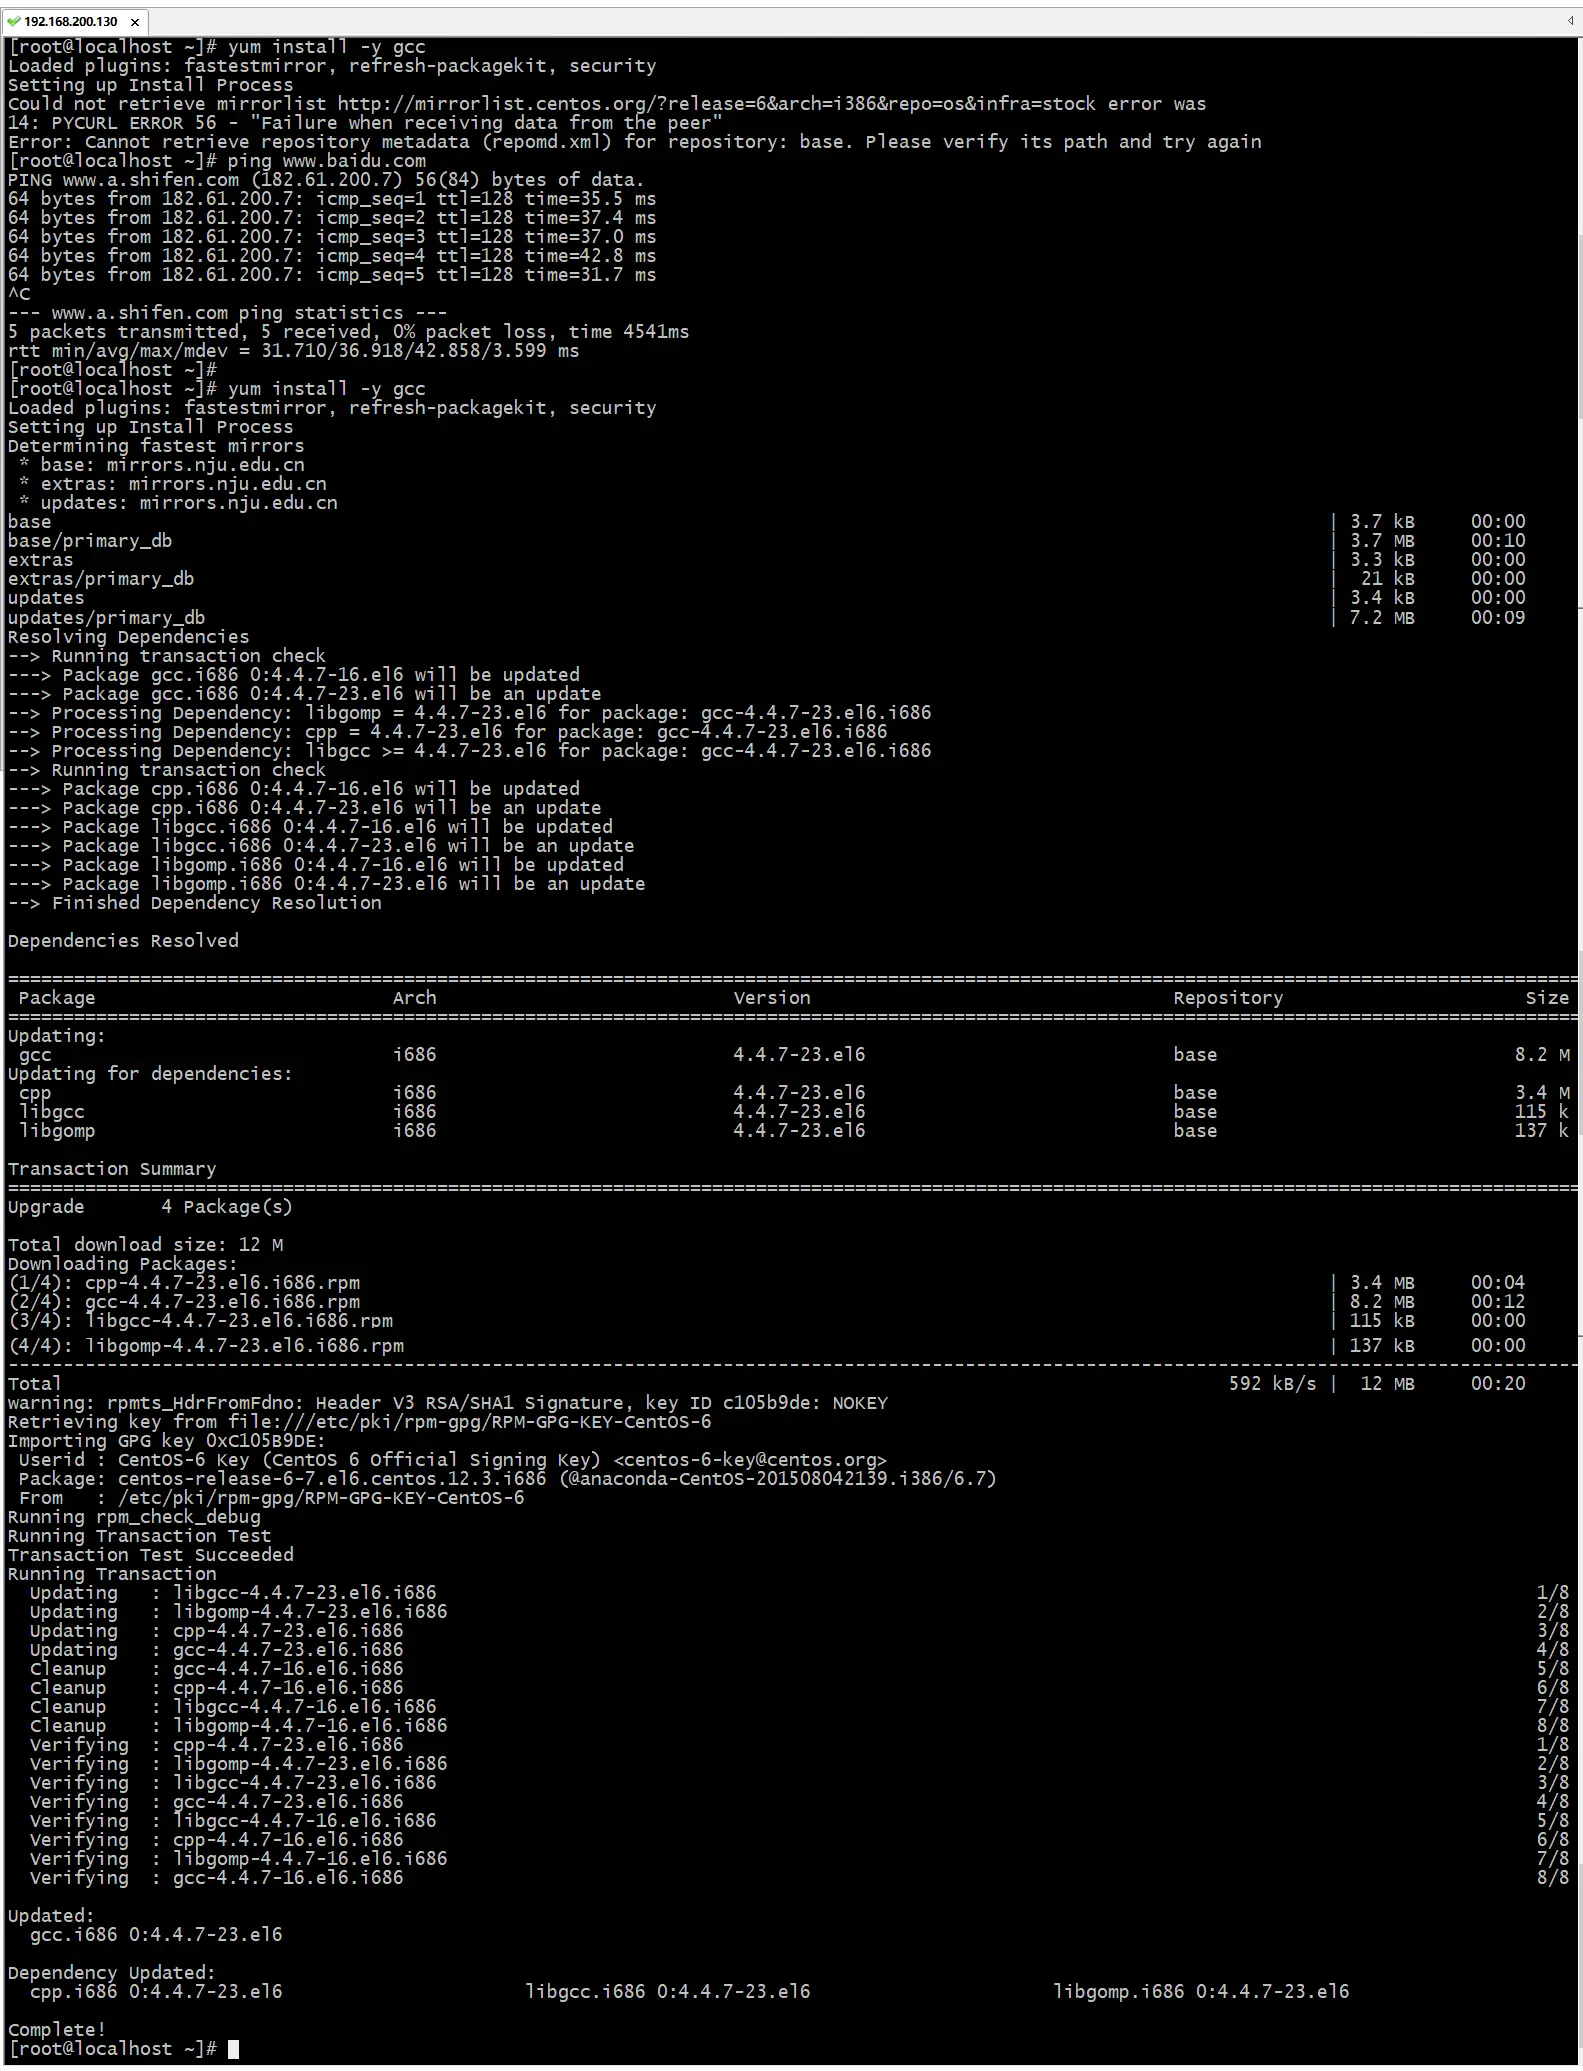 192.168.200.130 ×
[root@localhost ~]# yum install -y gcc
Loaded plugins: fastestmirror, refresh-packagekit, security
Setting up Install Process
Could not retrieve mirrorlist http://mirrorlist.centos.org/?release=6&arch=i386&repo=os&infra=stock error was
14: PYCURL ERROR 56 - "Failure when receiving data from the peer"
Error: Cannot retrieve repository metadata (repomd.xml) for repository: base. Please verify its path and try again
[root@localhost ~]# ping www.baidu.com
PING www.a.shifen.com (182.61.200.7) 56(84) bytes of data.
64 bytes from 182.61.200.7: icmp_seq=1 ttl=128 time=35.5 ms
64 bytes from 182.61.200.7: icmp_seq=2 ttl=128 time=37.4 ms
64 bytes from 182.61.200.7: icmp_seq=3 ttl=128 time=37.0 ms
64 bytes from 182.61.200.7: icmp_seq=4 ttl=128 time=42.8 ms
64 bytes from 182.61.200.7: icmp_seq=5 ttl=128 time=31.7 ms
^C
--- www.a.shifen.com ping statistics ---
5 packets transmitted, 5 received, 0% packet loss, time 4541ms
rtt min/avg/max/mdev = 31.710/36.918/42.858/3.599 ms
[root@localhost ~]#
[root@localhost ~]# yum install -y gcc
Loaded plugins: fastestmirror, refresh-packagekit, security
Setting up Install Process
Determining fastest mirrors
 * base: mirrors.nju.edu.cn
 * extras: mirrors.nju.edu.cn
 * updates: mirrors.nju.edu.cn
base | 3.7 kB 00:00
base/primary_db | 3.7 MB 00:10
extras | 3.3 kB 00:00
extras/primary_db | 21 kB 00:00
updates | 3.4 kB 00:00
updates/primary_db | 7.2 MB 00:09
Resolving Dependencies
--> Running transaction check
---> Package gcc.i686 0:4.4.7-16.el6 will be updated
---> Package gcc.i686 0:4.4.7-23.el6 will be an update
--> Processing Dependency: libgomp = 4.4.7-23.el6 for package: gcc-4.4.7-23.el6.i686
--> Processing Dependency: cpp = 4.4.7-23.el6 for package: gcc-4.4.7-23.el6.i686
--> Processing Dependency: libgcc >= 4.4.7-23.el6 for package: gcc-4.4.7-23.el6.i686
--> Running transaction check
---> Package cpp.i686 0:4.4.7-16.el6 will be updated
---> Package cpp.i686 0:4.4.7-23.el6 will be an update
---> Package libgcc.i686 0:4.4.7-16.el6 will be updated
---> Package libgcc.i686 0:4.4.7-23.el6 will be an update
---> Package libgomp.i686 0:4.4.7-16.el6 will be updated
---> Package libgomp.i686 0:4.4.7-23.el6 will be an update
--> Finished Dependency Resolution
Dependencies Resolved
Package Arch Version Repository Size
Updating:
 gcc i686 4.4.7-23.el6 base 8.2 M
Updating for dependencies:
 cpp i686 4.4.7-23.el6 base 3.4 M
 libgcc i686 4.4.7-23.el6 base 115 k
 libgomp i686 4.4.7-23.el6 base 137 k
Transaction Summary
Upgrade 4 Package(s)
Total download size: 12 M
Downloading Packages:
(1/4): cpp-4.4.7-23.el6.i686.rpm | 3.4 MB 00:04
(2/4): gcc-4.4.7-23.el6.i686.rpm | 8.2 MB 00:12
(3/4): libgcc-4.4.7-23.el6.i686.rpm | 115 kB 00:00
(4/4): libgomp-4.4.7-23.el6.i686.rpm | 137 kB 00:00
Total 592 kB/s | 12 MB 00:20
warning: rpmts_HdrFromFdno: Header V3 RSA/SHA1 Signature, key ID c105b9de: NOKEY
Retrieving key from file:///etc/pki/rpm-gpg/RPM-GPG-KEY-CentOS-6
Importing GPG key 0xC105B9DE:
 Userid : CentOS-6 Key (CentOS 6 Official Signing Key) <centos-6-key@centos.org>
 Package: centos-release-6-7.el6.centos.12.3.i686 (@anaconda-CentOS-201508042139.i386/6.7)
 From : /etc/pki/rpm-gpg/RPM-GPG-KEY-CentOS-6
Running rpm_check_debug
Running Transaction Test
Transaction Test Succeeded
Running Transaction
 Updating : libgcc-4.4.7-23.el6.i686 1/8
 Updating : libgomp-4.4.7-23.el6.i686 2/8
 Updating : cpp-4.4.7-23.el6.i686 3/8
 Updating : gcc-4.4.7-23.el6.i686 4/8
 Cleanup : gcc-4.4.7-16.el6.i686 5/8
 Cleanup : cpp-4.4.7-16.el6.i686 6/8
 Cleanup : libgcc-4.4.7-16.el6.i686 7/8
 Cleanup : libgomp-4.4.7-16.el6.i686 8/8
 Verifying : cpp-4.4.7-23.el6.i686 1/8
 Verifying : libgomp-4.4.7-23.el6.i686 2/8
 Verifying : libgcc-4.4.7-23.el6.i686 3/8
 Verifying : gcc-4.4.7-23.el6.i686 4/8
 Verifying : libgcc-4.4.7-16.el6.i686 5/8
 Verifying : cpp-4.4.7-16.el6.i686 6/8
 Verifying : libgomp-4.4.7-16.el6.i686 7/8
 Verifying : gcc-4.4.7-16.el6.i686 8/8
Updated:
 gcc.i686 0:4.4.7-23.el6
Dependency Updated:
 cpp.i686 0:4.4.7-23.el6 libgcc.i686 0:4.4.7-23.el6 libgomp.i686 0:4.4.7-23.el6
Complete!
[root@localhost ~]#